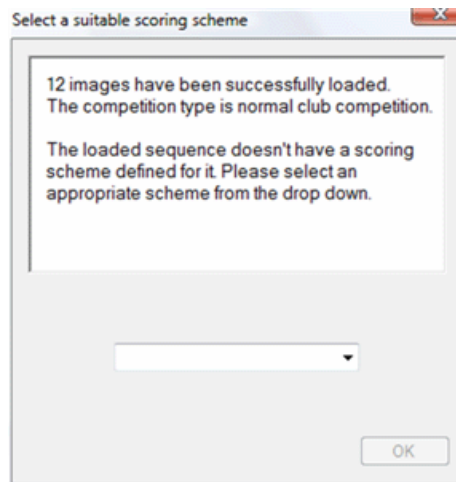 Select a suitable scoring scheme
12 images have been successfully loaded.
The competition type is normal club competition.
The loaded sequence doesn't have a scoring
scheme defined for it. Please select an
appropriate scheme from the drop down.
OK